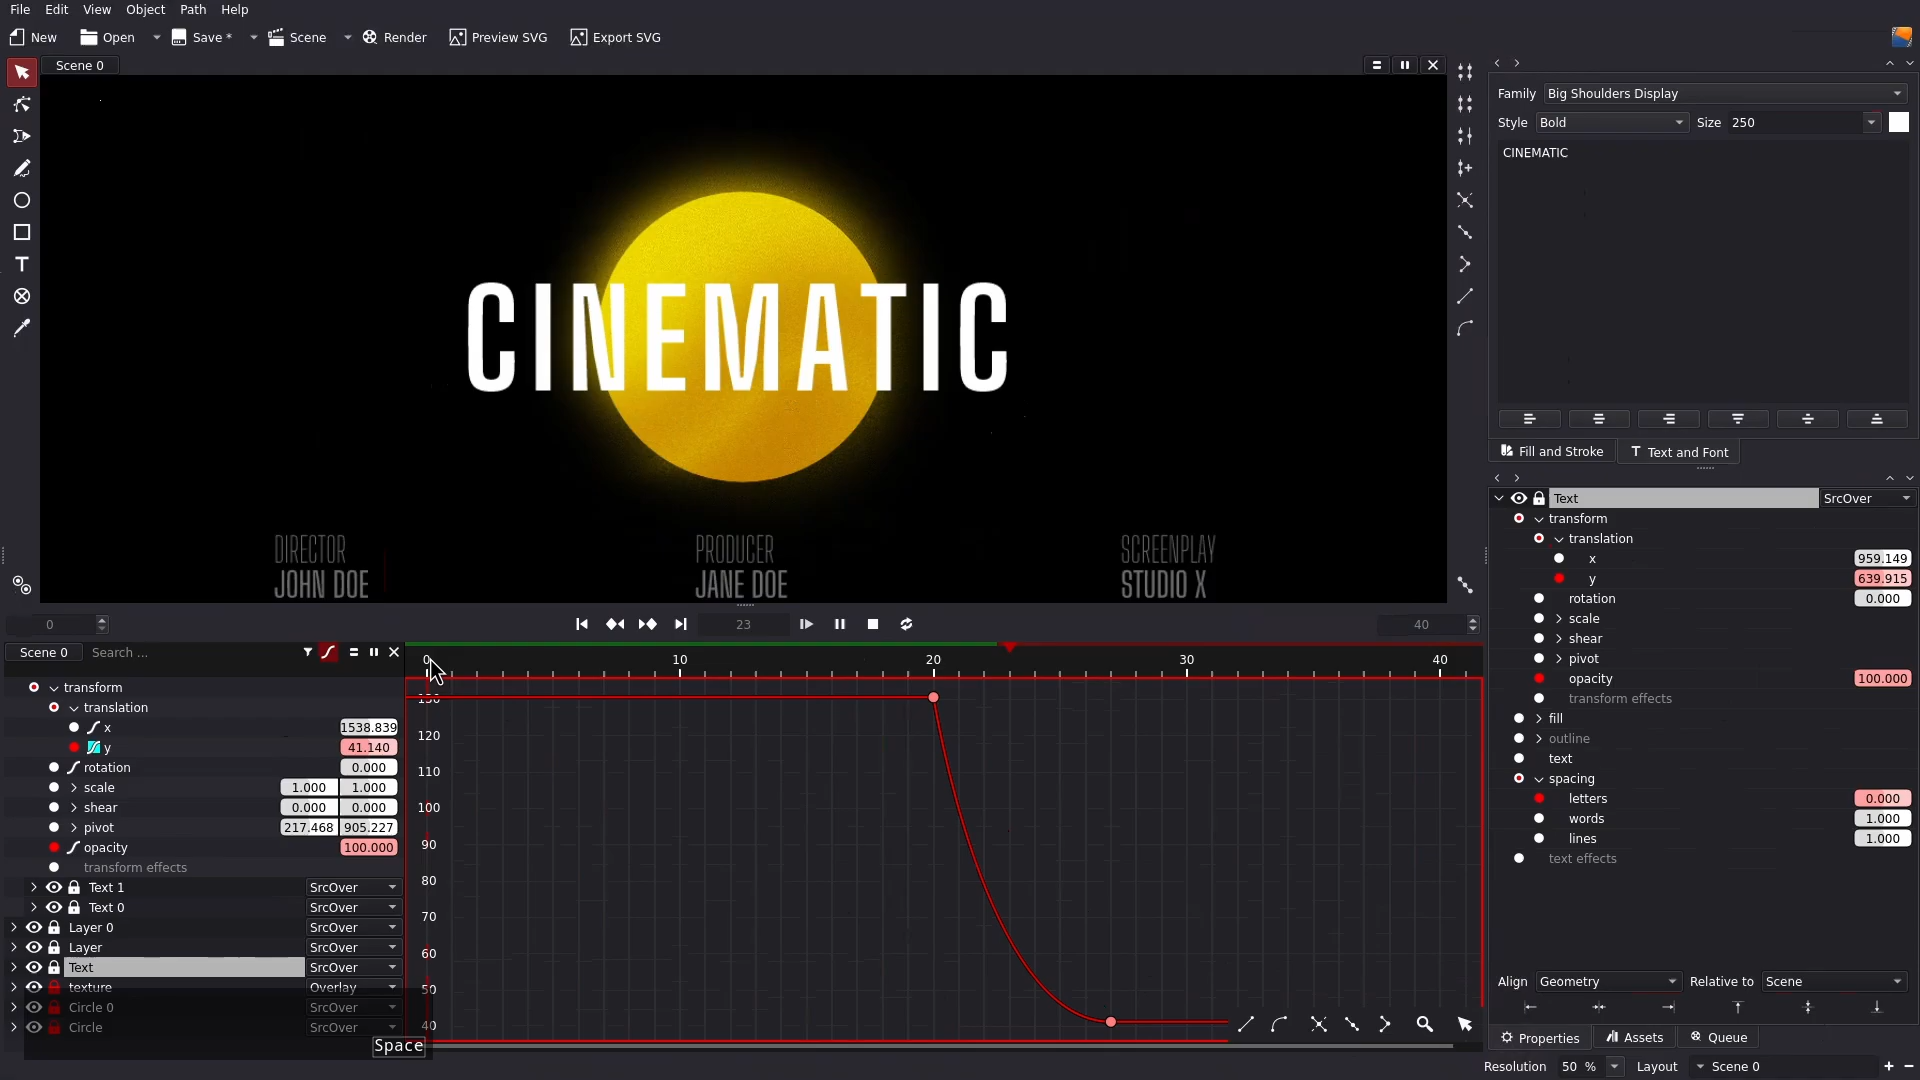 File Edit View Object Path Help
New Open Save * Scene Render Preview SVG Export SVG
Scene 0
Family Big Shoulders Display
Style Bold Size 250
CINEMATIC
CINEMATIC
DIRECTOR
JOHN DOE
PRODUCER
JANE DOE
SCREENPLAY
STUDIO X
Fill and Stroke T Text and Font
Text SrcOver
transform
translation
x 959.149
y 639.915
rotation 0.000
scale
shear
pivot
opacity 100.000
transform effects
fill
outline
text
spacing
letters 0.000
words 1.000
lines 1.000
text effects
0 23 40
Scene 0 Search ...
0 10 20 30 40
transform
translation
x 1538.839
y 41.140
rotation 0.000
scale 1.000 1.000
shear 0.000 0.000
pivot 217.468 905.227
opacity 100.000
transform effects
Text 1 SrcOver
Text 0 SrcOver
Layer 0 SrcOver
Layer SrcOver
Text SrcOver
texture Overlay
Circle 0 SrcOver
Circle SrcOver
Space
130
120
110
100
90
80
70
60
50
40
Align Geometry Relative to Scene
Properties Assets Queue
Resolution 50 % Layout Scene 0